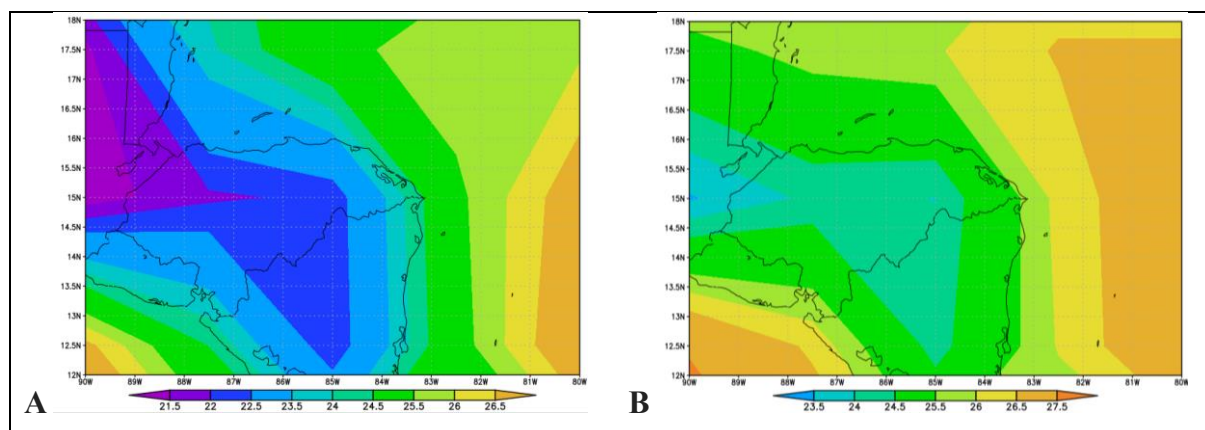 18N
17.5N
17N
16.5N
16N
15.5N
15N
14.5N
14N
13.5N
13N
12.5N
12N
90W 89W 88W 87W 86W 85W 84W 83W 82W 81W 80W
21.5 22 22.5 23.5 24 24.5 25.5 26 26.5
A
18N
17.5N
17N
16.5N
16N
15.5N
15N
14.5N
14N
13.5N
13N
12.5N
12N
90W 89W 88W 87W 86W 85W 84W 83W 82W 81W 80W
23.5 24 24.5 25.5 26 26.5 27.5
B